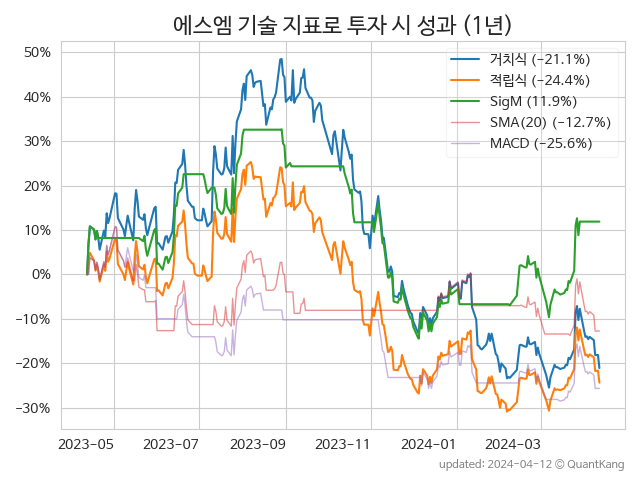 에스엠 기술 지표로 투자 시 성과 (1년)
50%
40%
30%
20%
10%
0%
−10%
−20%
−30%
거치식 (−21.1%)
적립식 (−24.4%)
SigM (11.9%)
SMA(20) (−12.7%)
MACD (−25.6%)
2023-05 2023-07 2023-09 2023-11 2024-01 2024-03
updated: 2024-04-12 © QuantKang